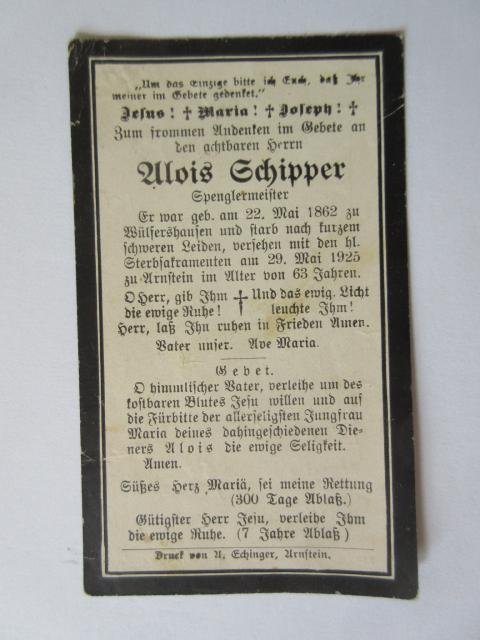 „Um das Einzige bitte ich Euch, daß Ihr
meiner im Gebete gedenket."
Jesus! † Maria! † Joseph! †
Zum frommen Andenken im Gebete an
den achtbaren Herrn
Alois Schipper
Spenglermeister
Er war geb. am 22. Mai 1862 zu
Wülfershausen und starb nach kurzem
schweren Leiden, versehen mit den hl.
Sterbsakramenten am 29. Mai 1925
zu Arnstein im Alter von 63 Jahren.
O Herr, gib Ihm † Und das ewig. Licht
die ewige Ruhe! leuchte Ihm!
Herr, laß Ihn ruhen in Frieden Amen.
Vater unser. Ave Maria.
Gebet.
O himmlischer Vater, verleihe um des
kostbaren Blutes Jesu willen und auf
die Fürbitte der allerseligsten Jungfrau
Maria deines dahingeschiedenen Die-
ners Alois die ewige Seligkeit.
Amen.
Süßes Herz Mariä, sei meine Rettung
(300 Tage Ablaß.)
Gütigster Herr Jesu, verleihe Ihm
die ewige Ruhe. (7 Jahre Ablaß)
Druck von A. Echinger, Arnstein.